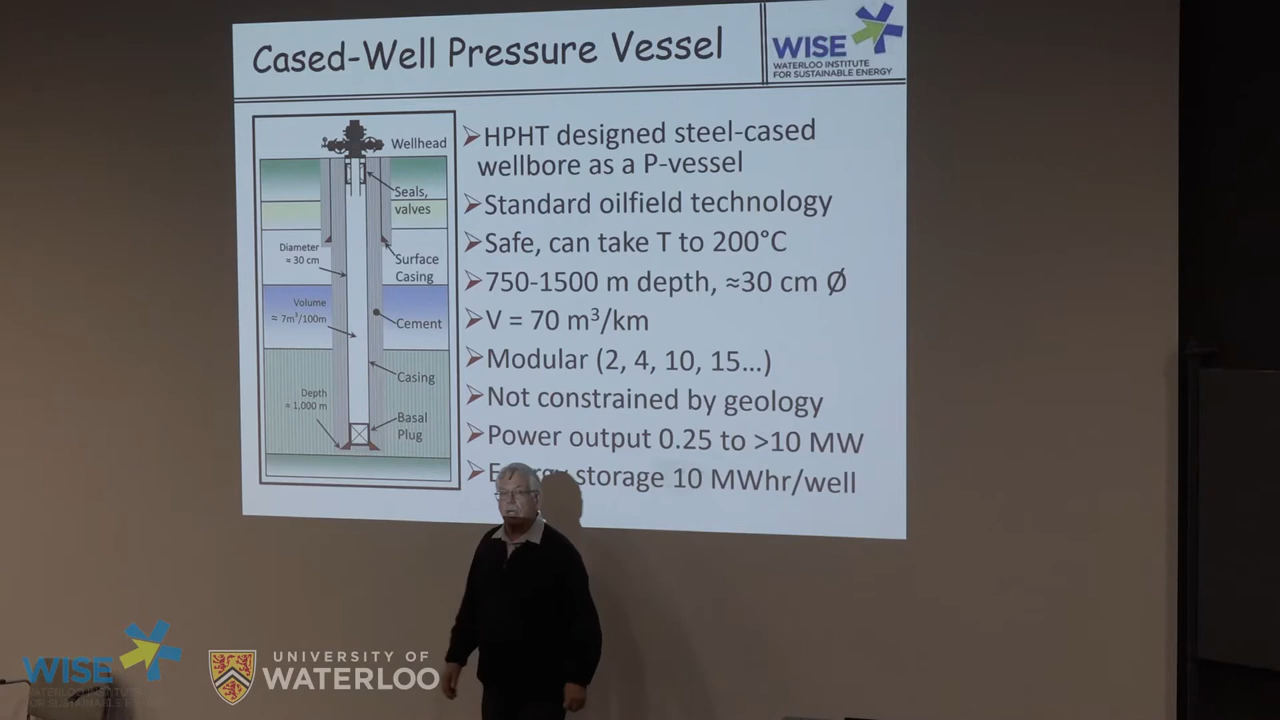 Cased-Well Pressure Vessel
WISE
WATERLOO INSTITUTE
FOR SUSTAINABLE ENERGY
Wellhead
Seals,
valves
Diameter
≈ 30 cm
Surface
Casing
Volume
≈ 7m³/100m
Cement
Casing
Depth
≈ 1,000 m
Basal
Plug
➢HPHT designed steel-cased
wellbore as a P-vessel
➢Standard oilfield technology
➢Safe, can take T to 200°C
➢750-1500 m depth, ≈30 cm Ø
➢V = 70 m³/km
➢Modular (2, 4, 10, 15…)
➢Not constrained by geology
➢Power output 0.25 to >10 MW
➢Energy storage 10 MWhr/well
WISE
WATERLOO INSTITUTE
FOR SUSTAINABLE
UNIVERSITY OF
WATERLOO